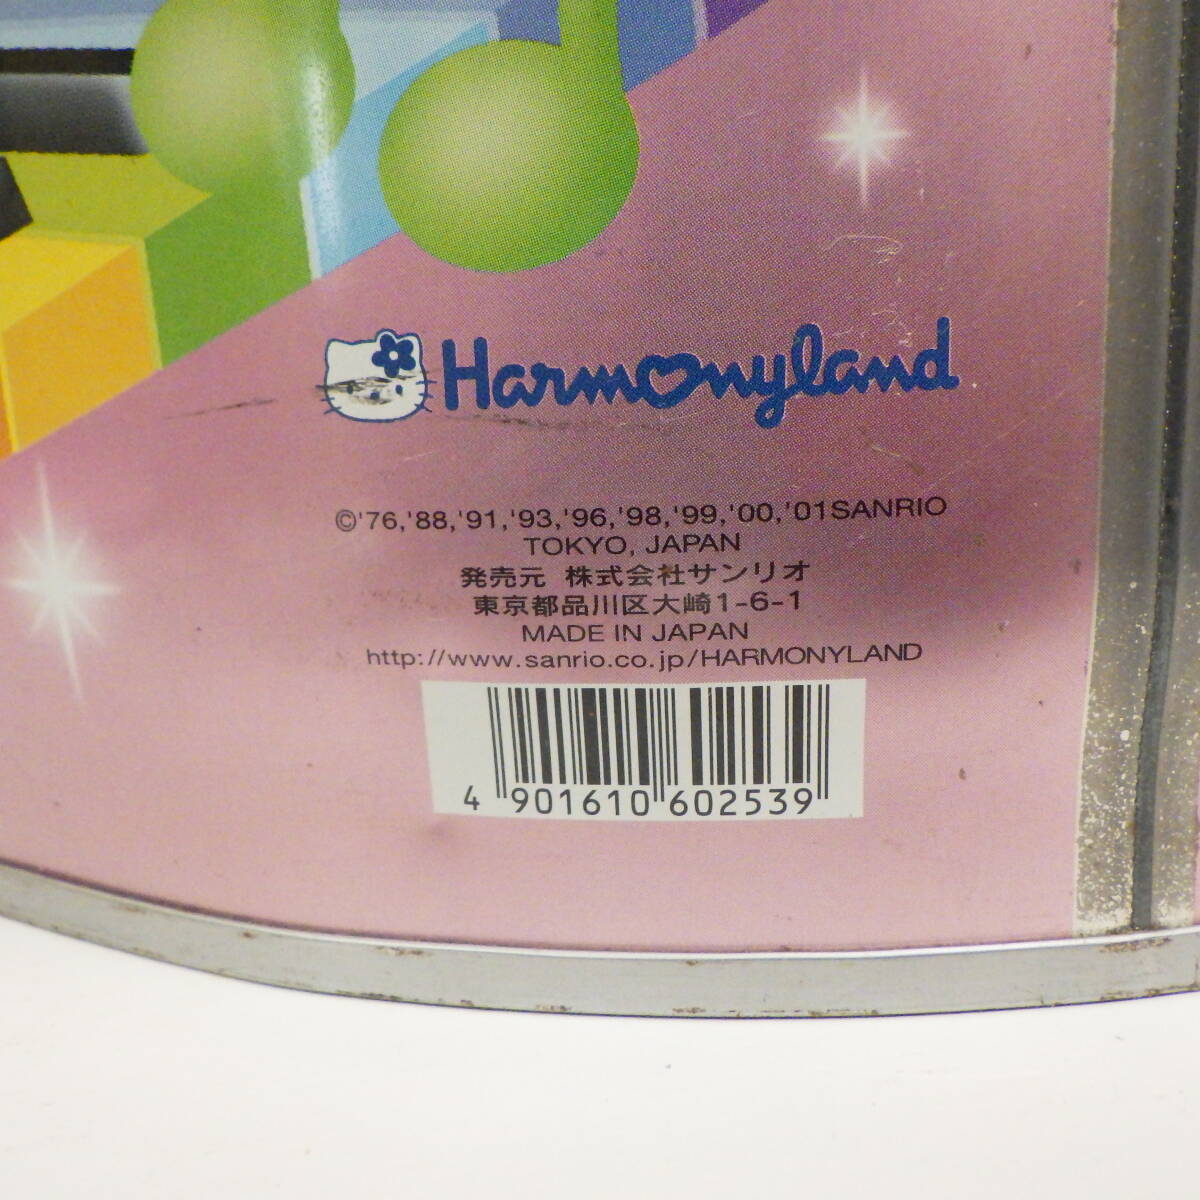 Harmonyland
©'76,'88,'91,'93,'96,'98,'99,'00,'01SANRIO
TOKYO, JAPAN
発売元 株式会社サンリオ
東京都品川区大崎1-6-1
MADE IN JAPAN
http://www.sanrio.co.jp/HARMONYLAND
4 901610 602539